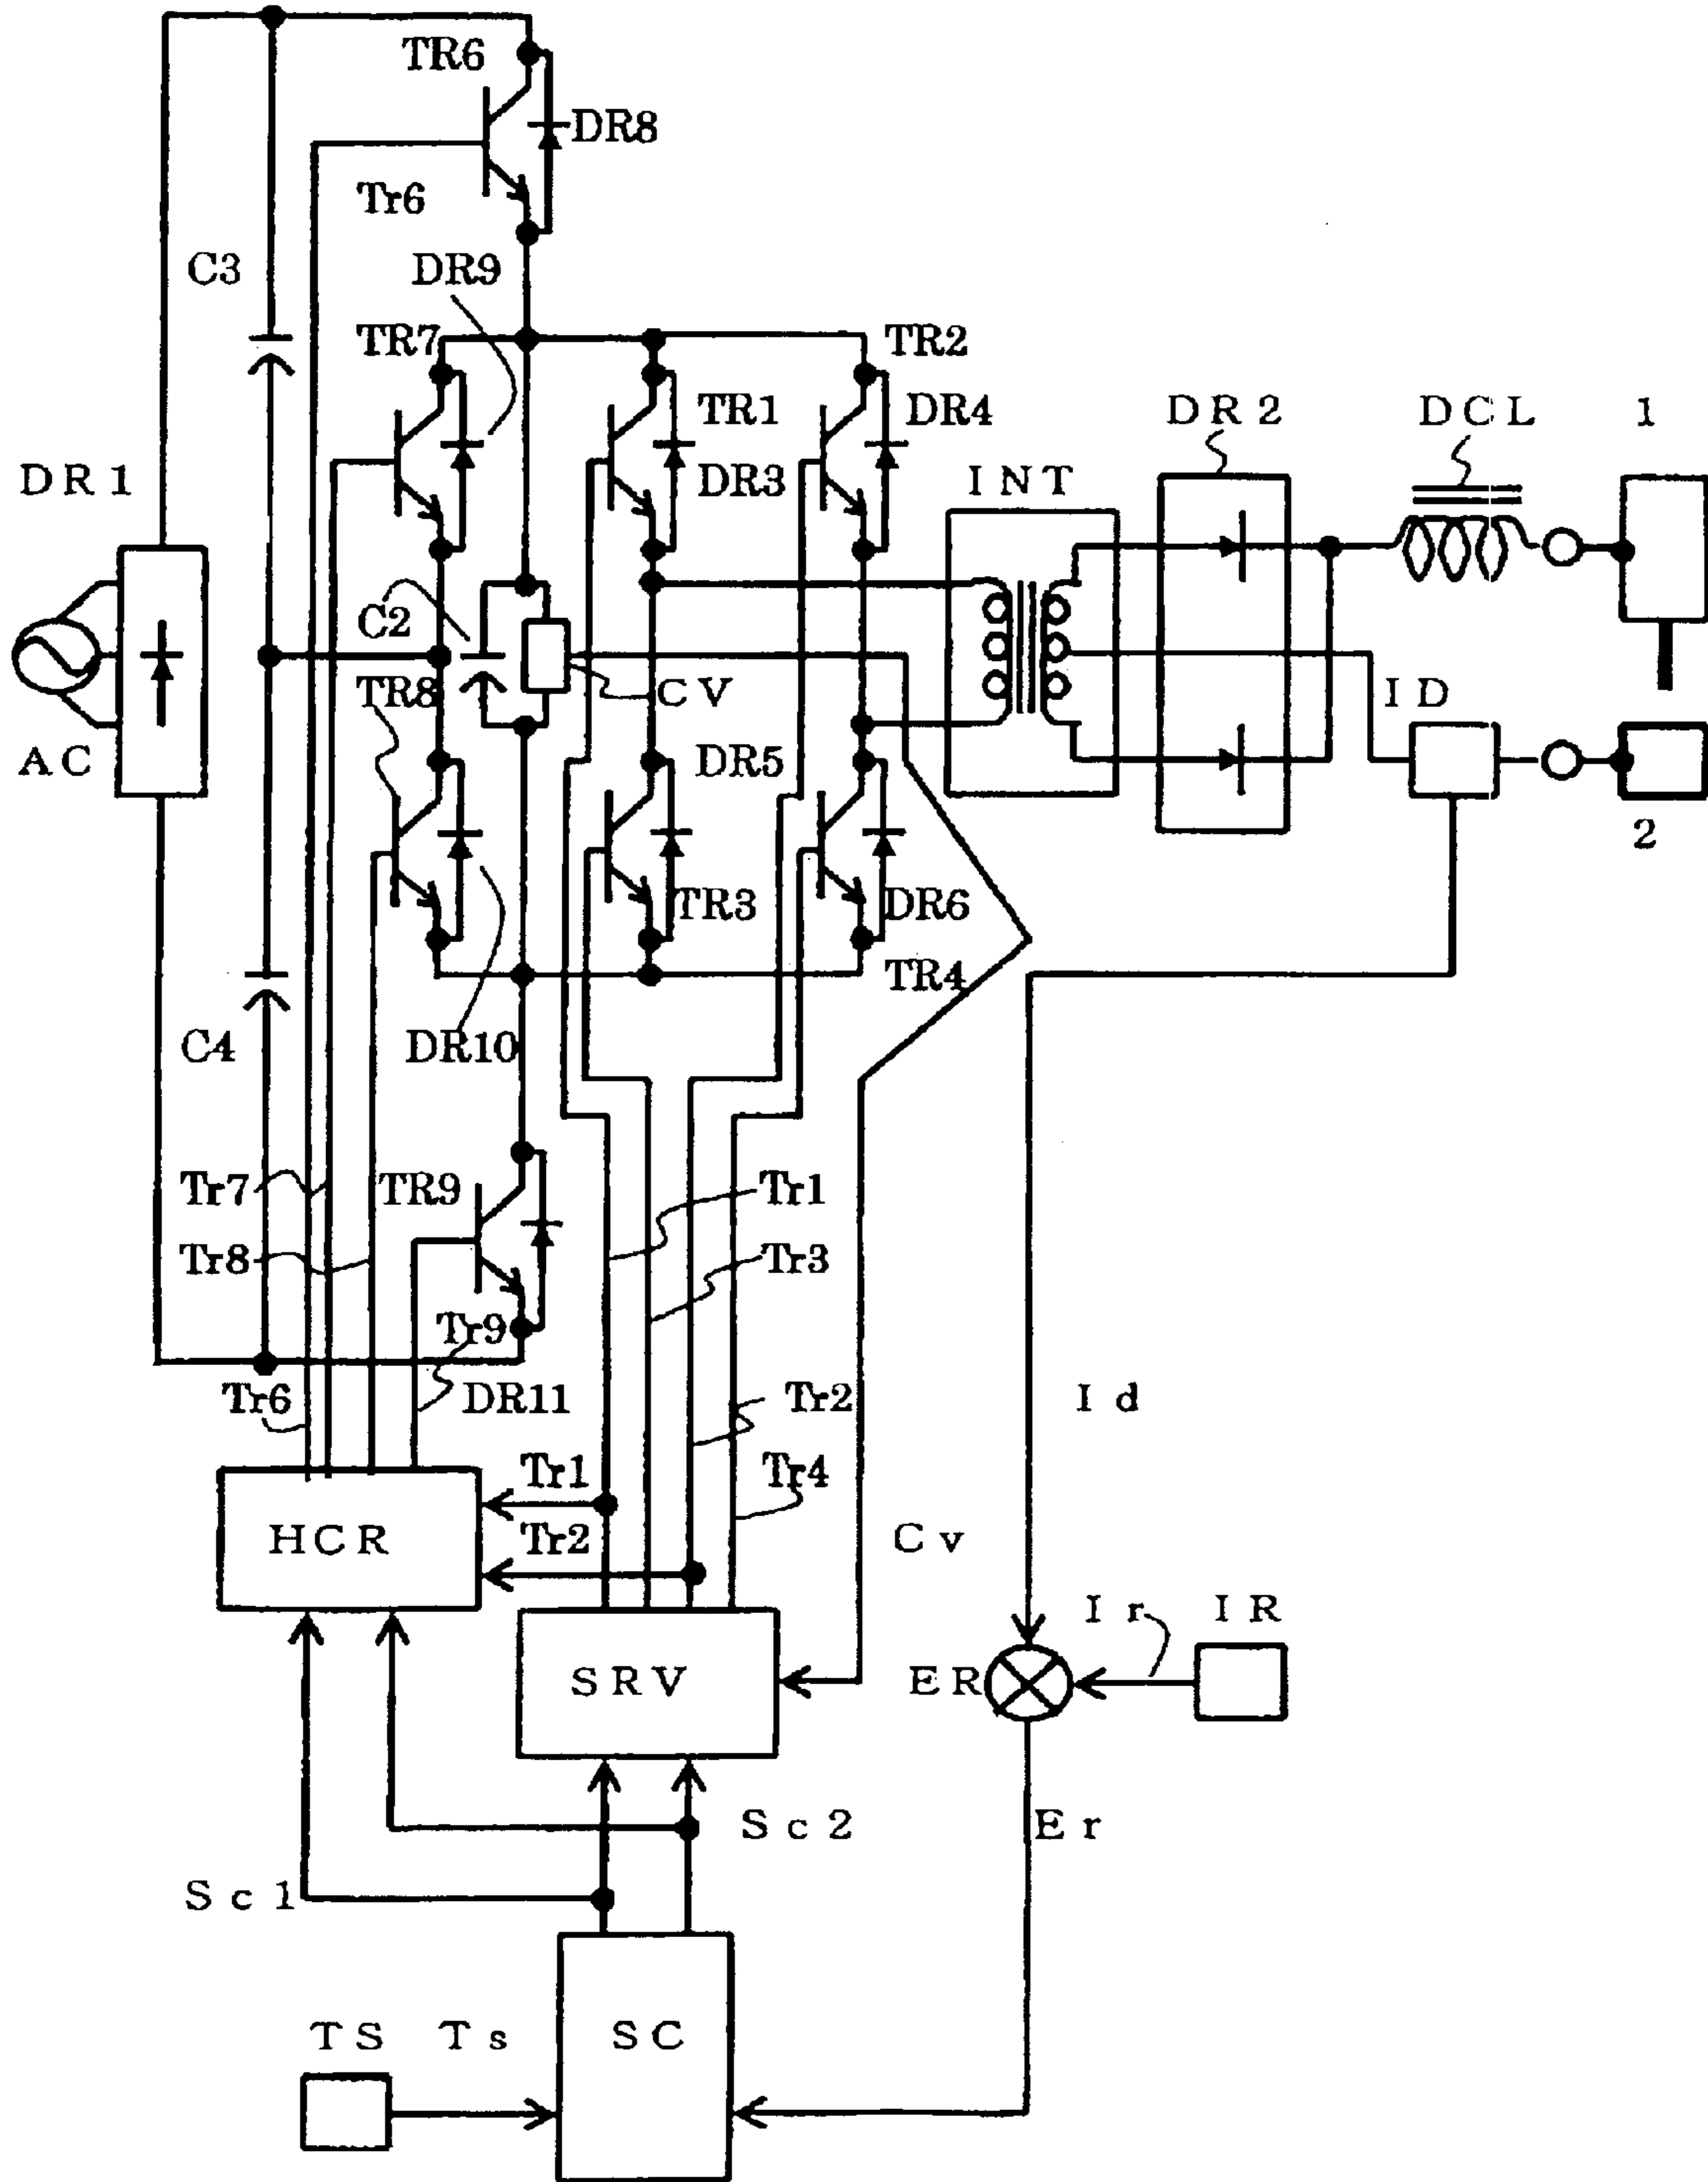 TR6
DR8
Tr6
C3
DR9
TR7
TR2
TR1
DR4
DR2
DCL
1
DR1
DR3
INT
C2
TR8
CV
ID
AC
DR5
2
TR3
DR6
TR4
C4
DR10
Tr7
TR9
Tr1
Tr8
Tr3
Tr9
Tr6
DR11
Tr2
Id
Tr1
Tr4
HCR
Tr2
Cv
Ir
IR
SRV
ER
Sc2
Er
Sc1
TS
Ts
SC